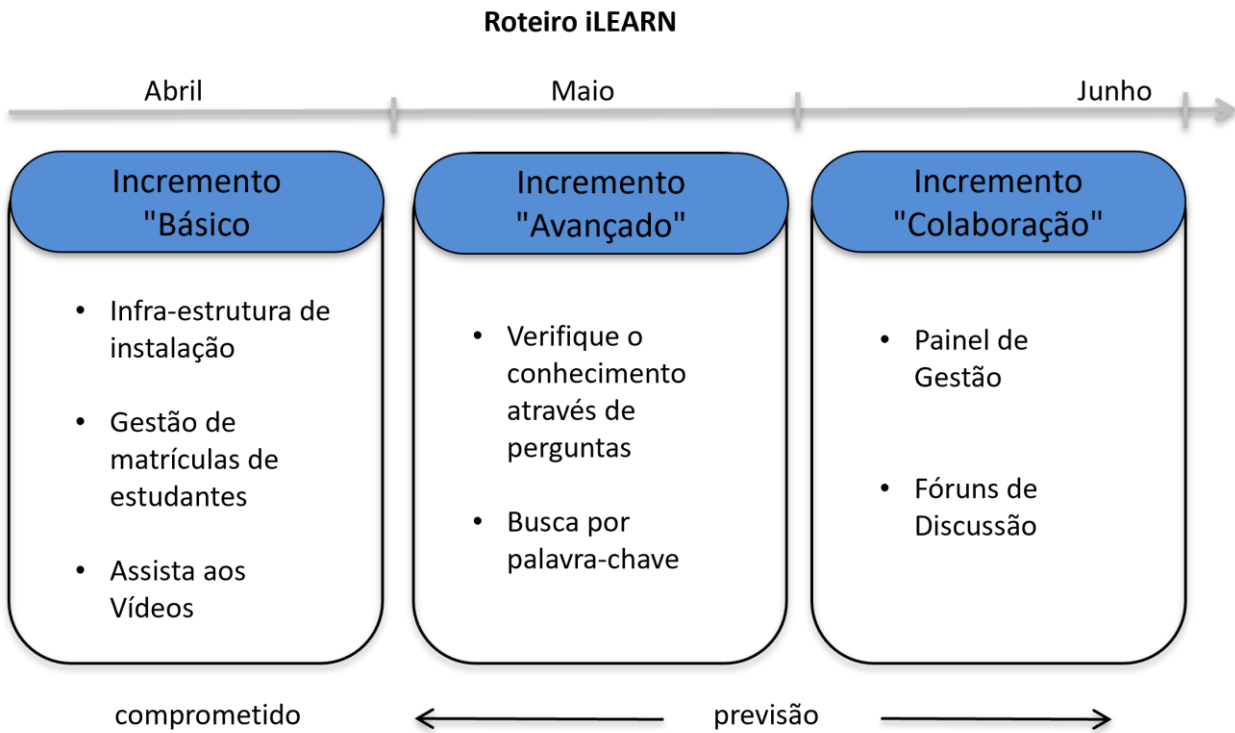 Roteiro iLEARN
Abril
Maio
Junho
Incremento
"Básico
• Infra-estrutura de
instalação
• Gestão de
matrículas de
estudantes
• Assista aos
Vídeos
Incremento
"Avançado"
• Verifique o
conhecimento
através de
perguntas
• Busca por
palavra-chave
Incremento
"Colaboração"
• Painel de
Gestão
• Fóruns de
Discussão
comprometido
previsão